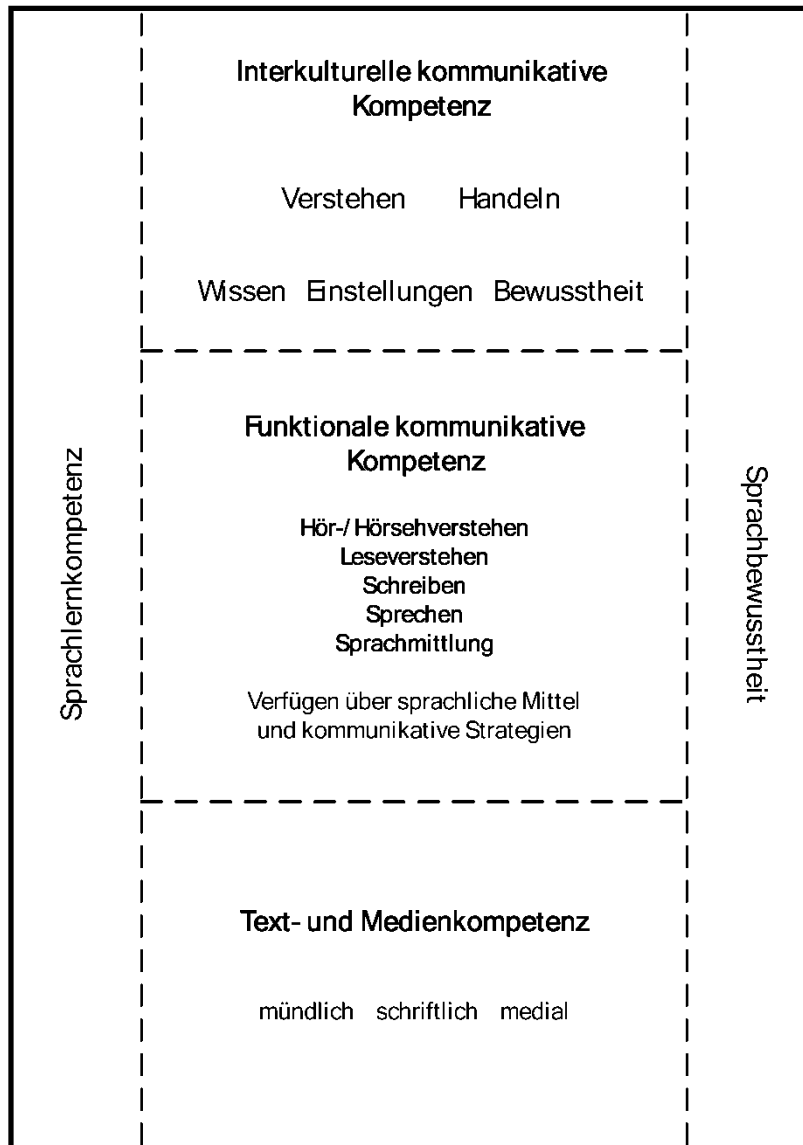 Interkulturelle kommunikative
Kompetenz
Verstehen Handeln
Wissen Einstellungen Bewusstheit
Sprachlernkompetenz
Funktionale kommunikative
Kompetenz
Hör-/ Hörsehverstehen
Leseverstehen
Schreiben
Sprechen
Sprachmittlung
Verfügen über sprachliche Mittel
und kommunikative Strategien
Sprachbewusstheit
Text- und Medienkompetenz
mündlich schriftlich medial